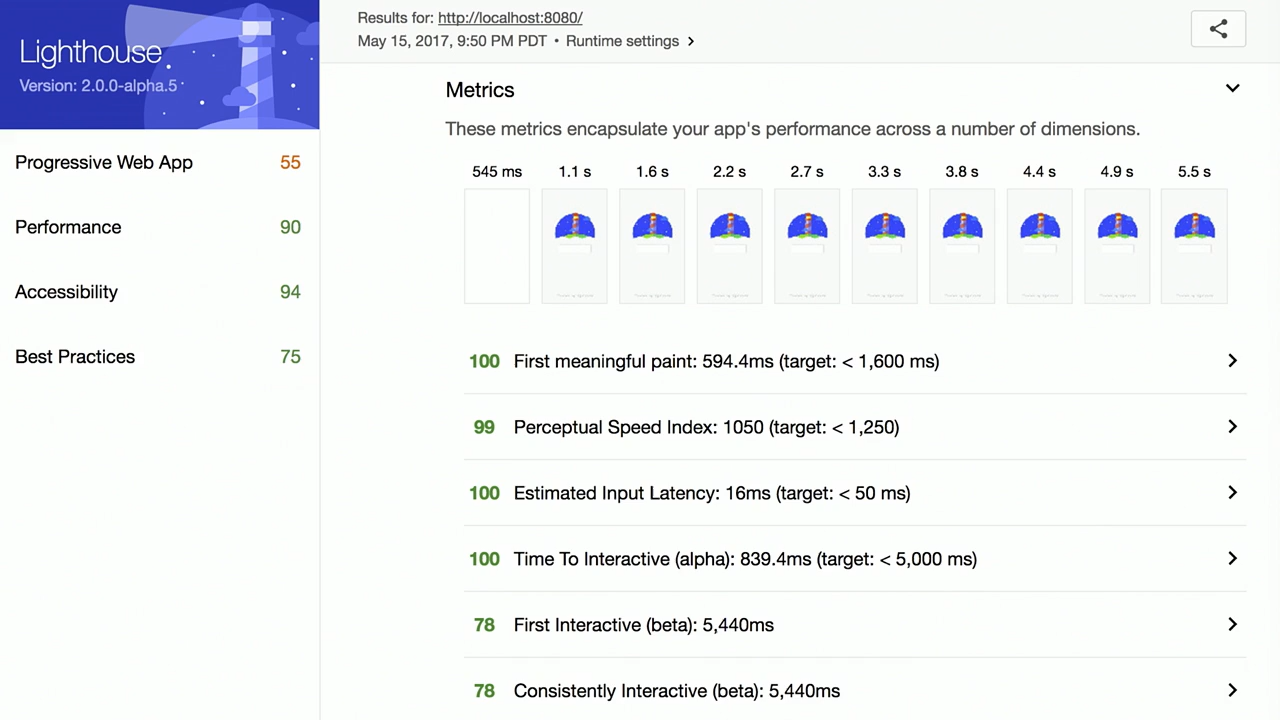 Lighthouse
Version: 2.0.0-alpha.5
Progressive Web App 55
Performance 90
Accessibility 94
Best Practices 75
Results for: http://localhost:8080/
May 15, 2017, 9:50 PM PDT • Runtime settings
Metrics
These metrics encapsulate your app's performance across a number of dimensions.
545 ms 1.1 s 1.6 s 2.2 s 2.7 s 3.3 s 3.8 s 4.4 s 4.9 s 5.5 s
100 First meaningful paint: 594.4ms (target: < 1,600 ms)
99 Perceptual Speed Index: 1050 (target: < 1,250)
100 Estimated Input Latency: 16ms (target: < 50 ms)
100 Time To Interactive (alpha): 839.4ms (target: < 5,000 ms)
78 First Interactive (beta): 5,440ms
78 Consistently Interactive (beta): 5,440ms